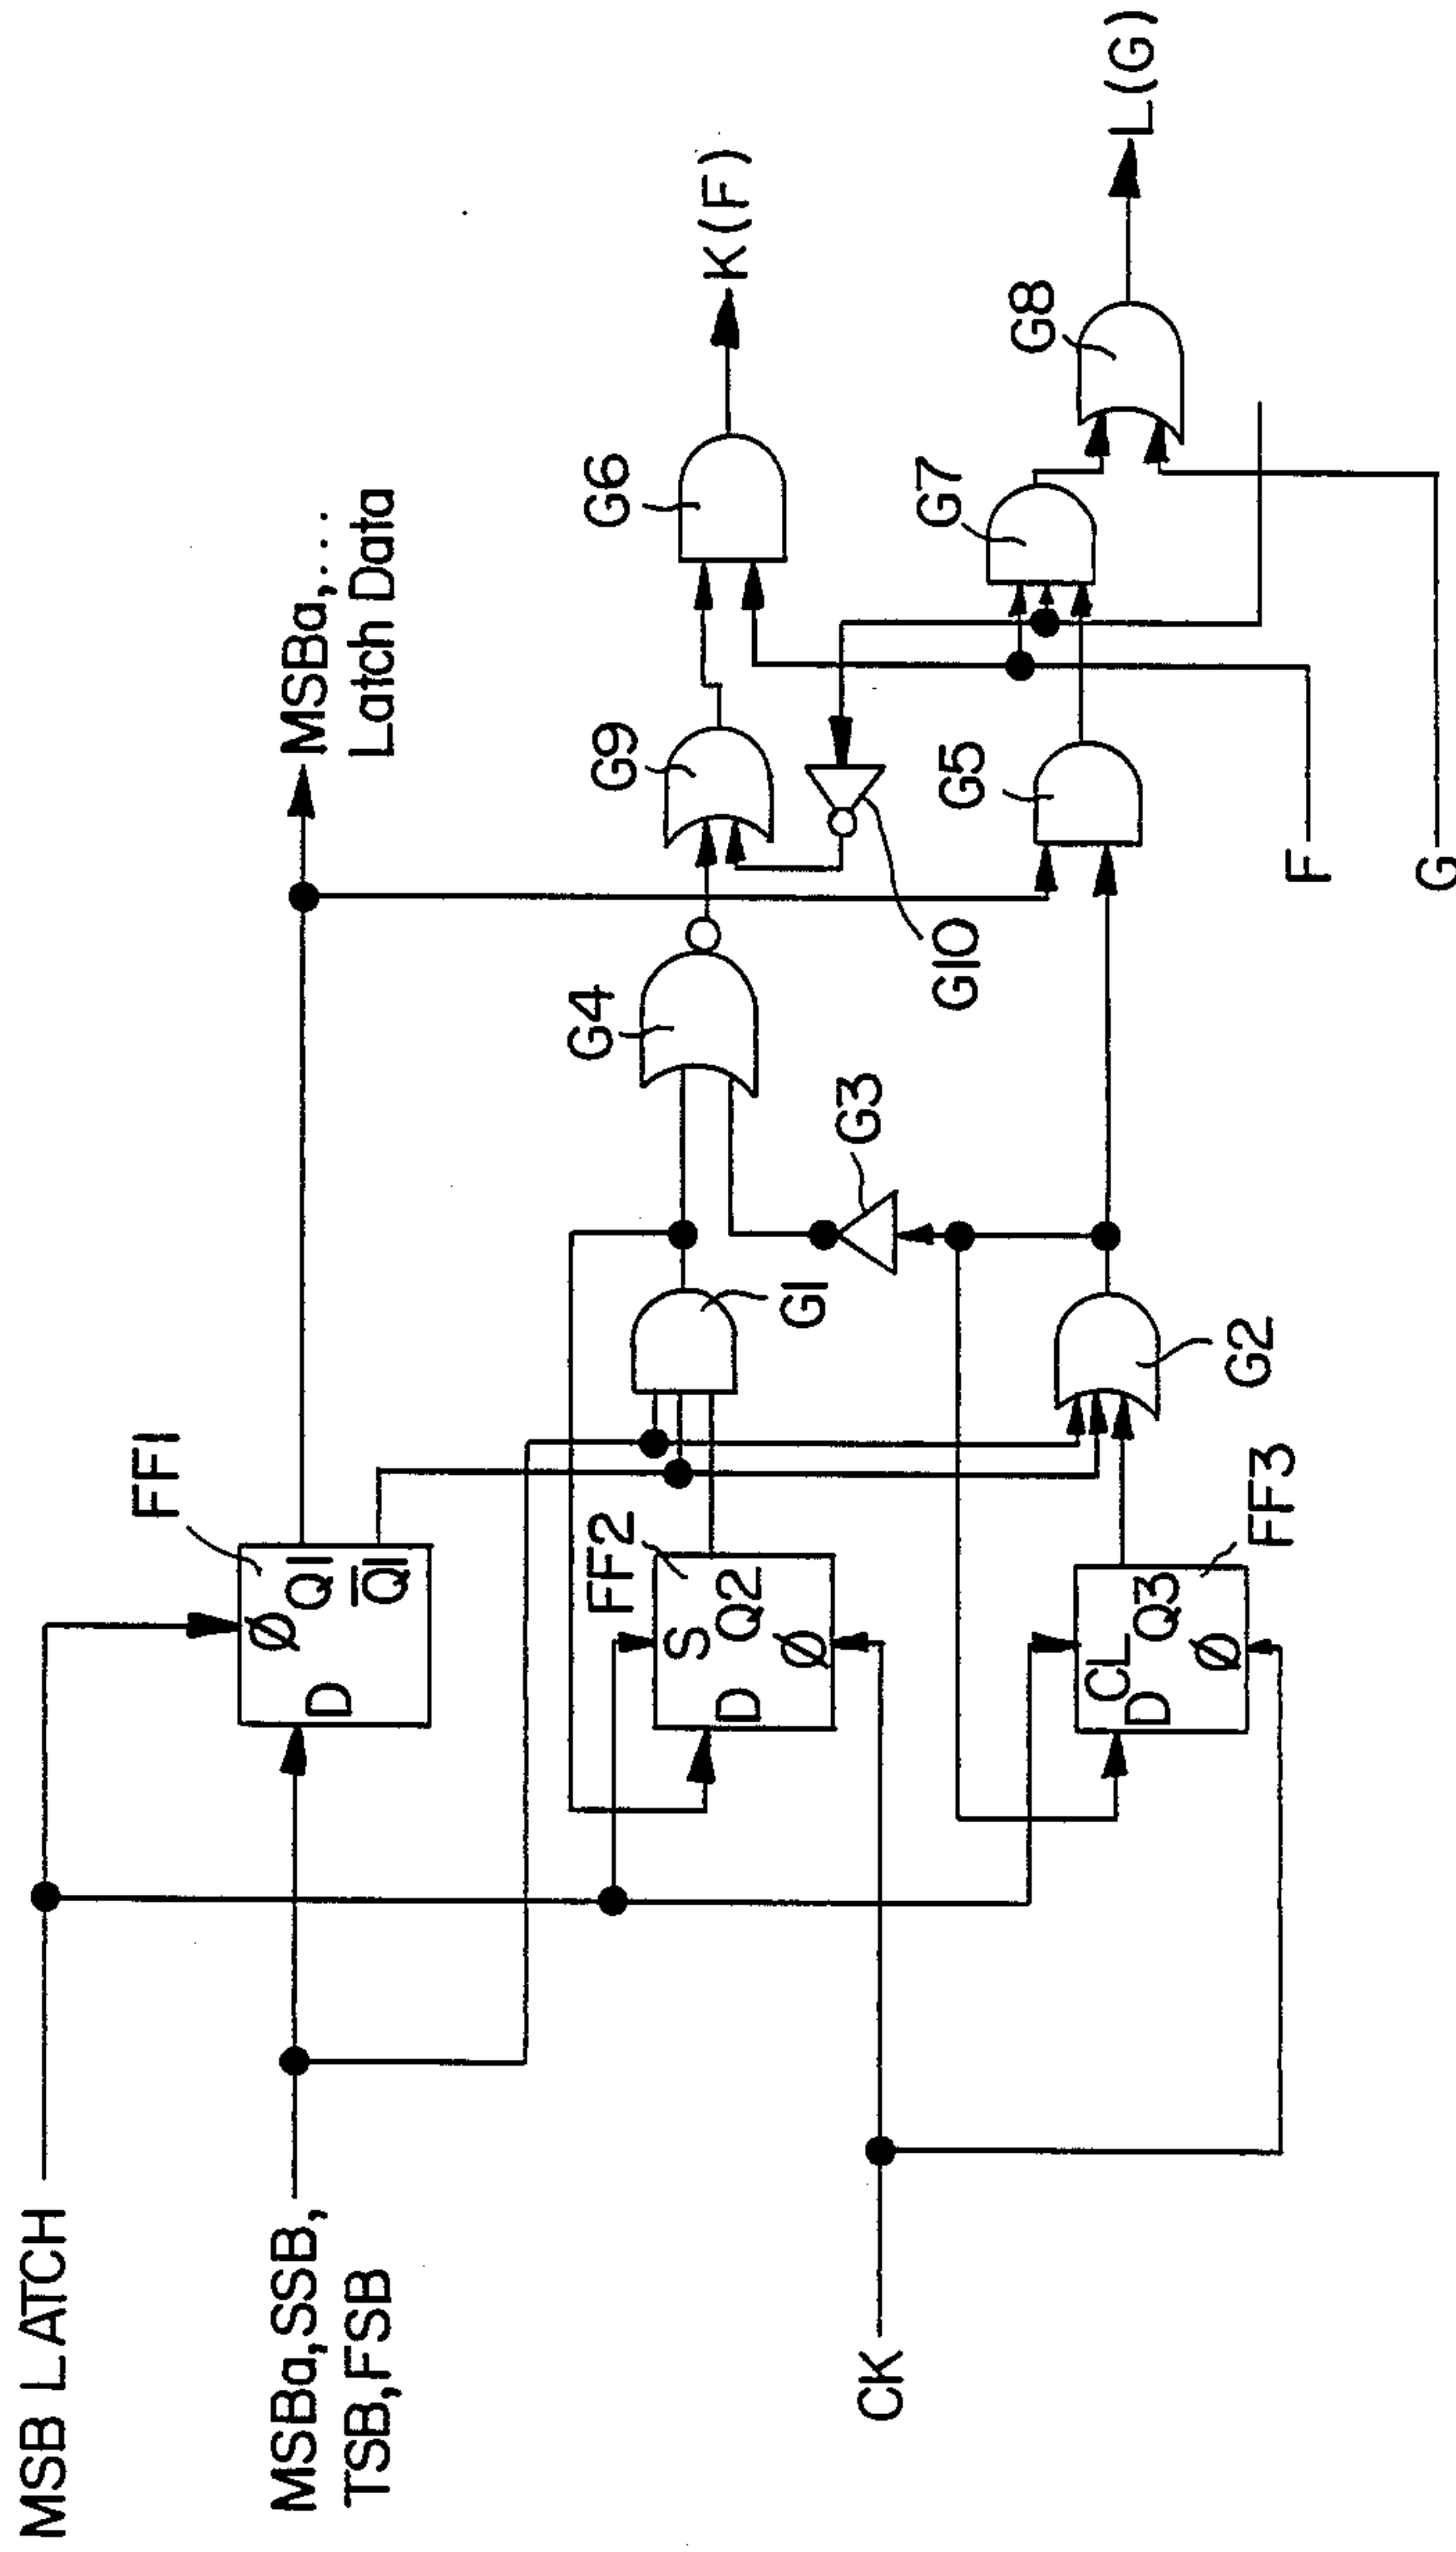 MSB LATCH
MSBa,SSB,
TSB,FSB
CK
FF1
D
Ø
Q1
Q̅1̅
MSBa,...
Latch Data
FF2
S
D
Q2
Ø
FF3
CL
D
Q3
Ø
G1
G2
G3
G4
G5
G6
G7
G8
G9
G10
F
G
K(F)
L(G)